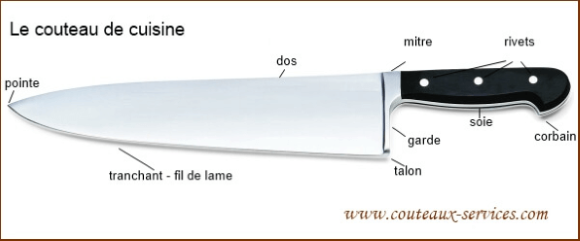 Le couteau de cuisine
mitre
rivets
dos
pointe
soie
corbain
garde
talon
tranchant - fil de lame
www.couteaux-services.com